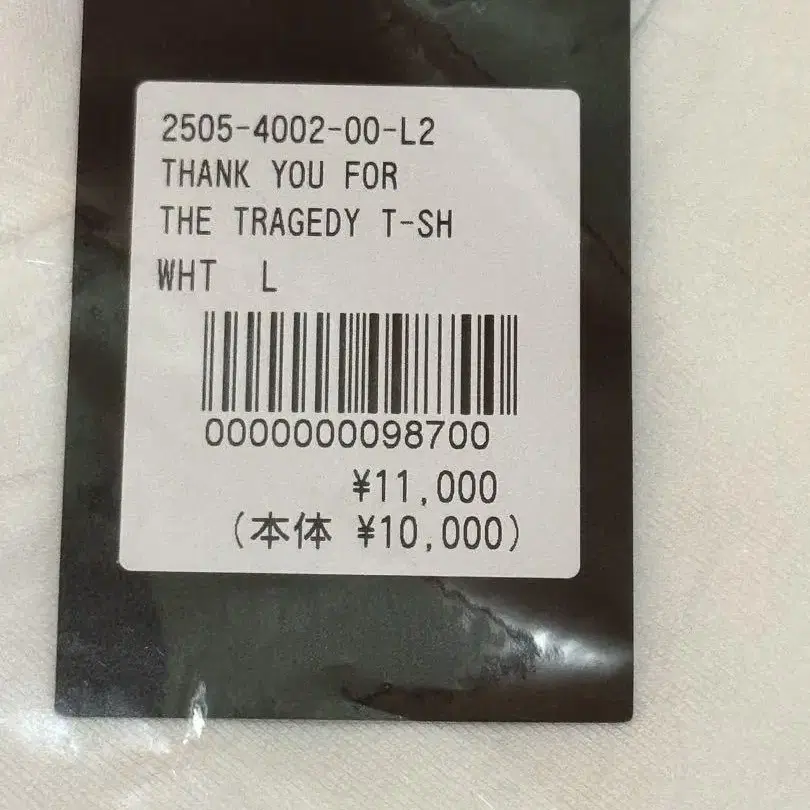 2505-4002-00-L2
THANK YOU FOR
THE TRAGEDY T-SH
WHT L
0000000098700
¥11,000
(本体 ¥10,000)